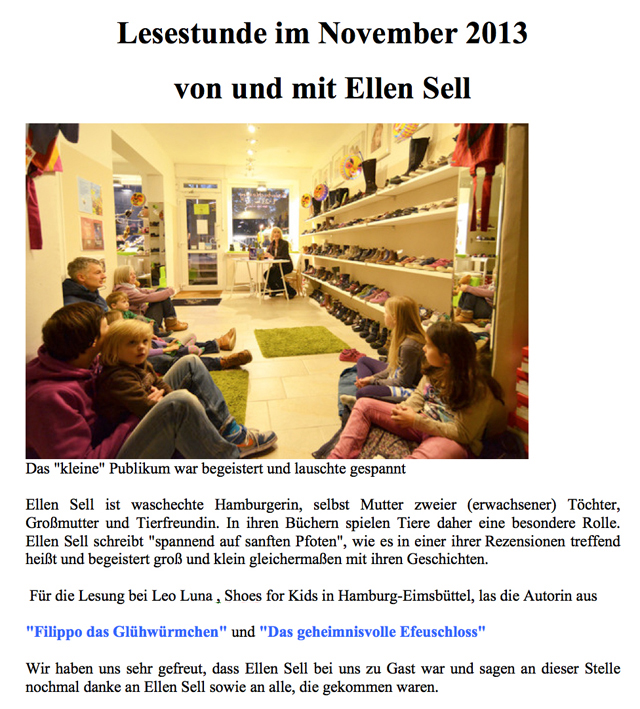 Lesestunde im November 2013
von und mit Ellen Sell
Das "kleine" Publikum war begeistert und lauschte gespannt
Ellen Sell ist waschechte Hamburgerin, selbst Mutter zweier (erwachsener) Töchter,
Großmutter und Tierfreundin. In ihren Büchern spielen Tiere daher eine besondere Rolle.
Ellen Sell schreibt "spannend auf sanften Pfoten", wie es in einer ihrer Rezensionen treffend
heißt und begeistert groß und klein gleichermaßen mit ihren Geschichten.
Für die Lesung bei Leo Luna , Shoes for Kids in Hamburg-Eimsbüttel, las die Autorin aus
"Filippo das Glühwürmchen" und "Das geheimnisvolle Efeuschloss"
Wir haben uns sehr gefreut, dass Ellen Sell bei uns zu Gast war und sagen an dieser Stelle
nochmal danke an Ellen Sell sowie an alle, die gekommen waren.